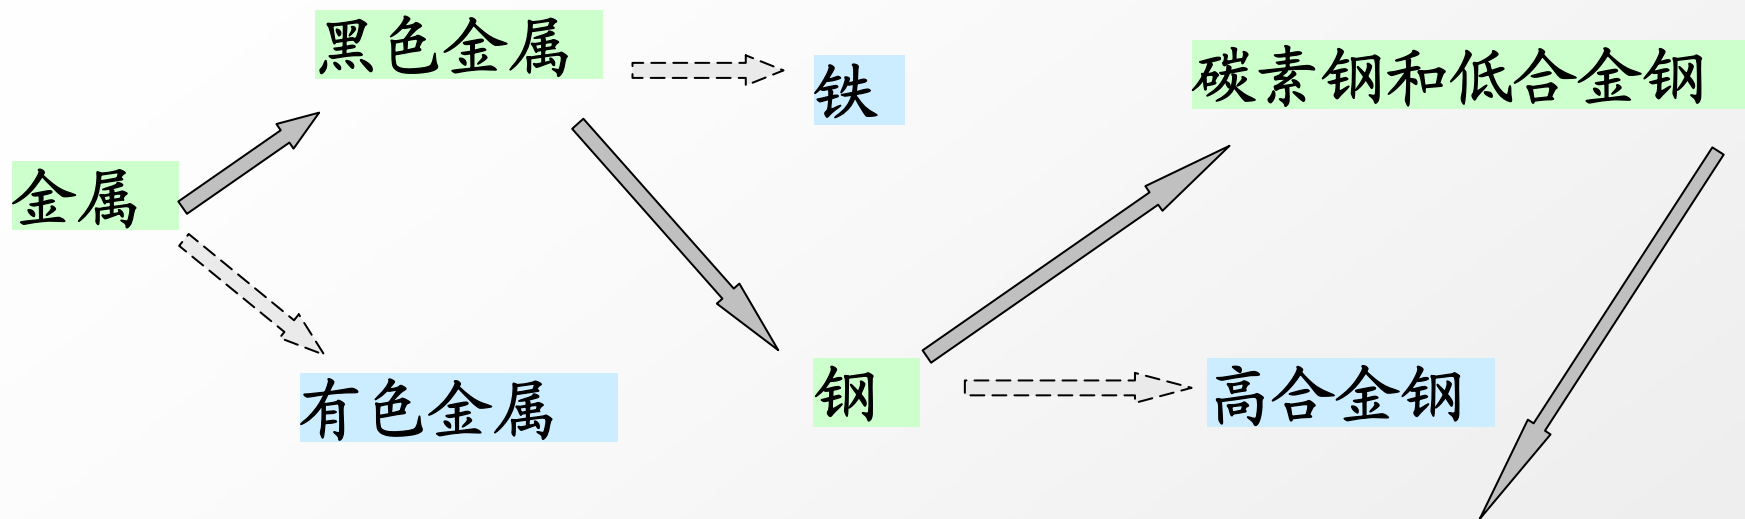 黑色金属
铁
碳素钢和低合金钢
金属
有色金属
钢
高合金钢